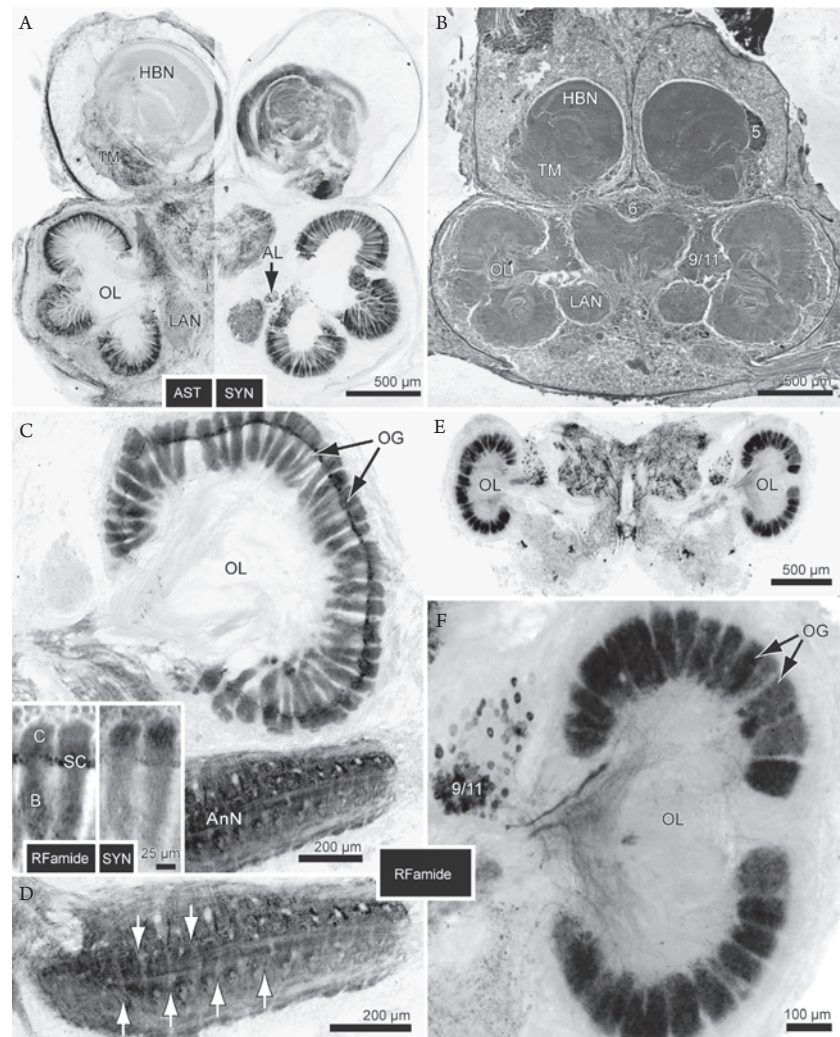 A
HBN
TM
AL
OL
LAN
AST SYN
500 µm
B
HBN
TM
5
6
OL
9/11
LAN
500 µm
C
OG
OL
C
SC
B
RFamide SYN
25 µm
AnN
200 µm
D
200 µm
E
OL
OL
500 µm
RFamide
F
OG
9/11
OL
100 µm